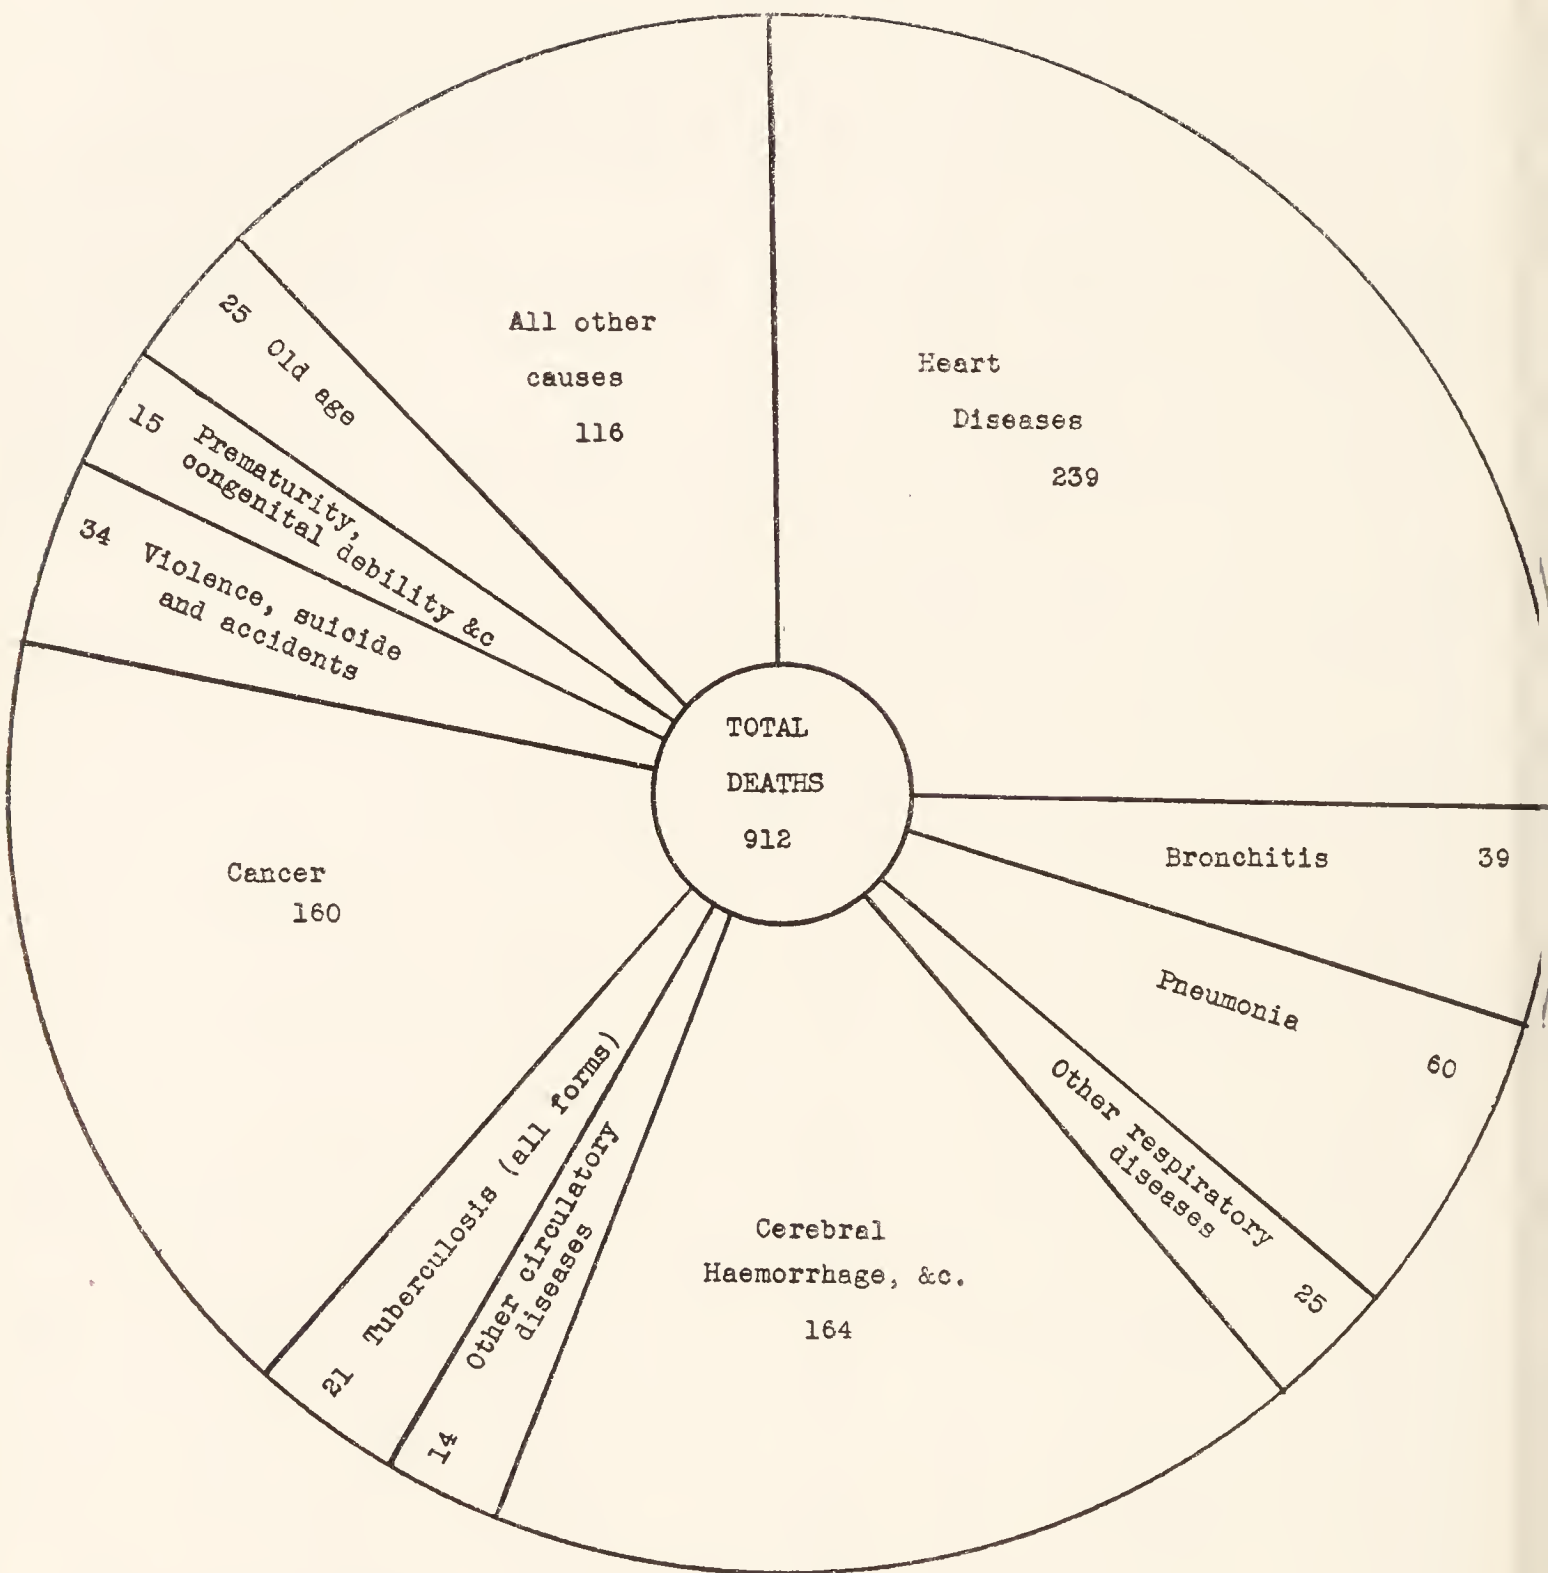 Heart
Diseases
239
Bronchitis 39
Pneumonia
60
Other respiratory
diseases
25
Cerebral
Haemorrhage, &c.
164
Other circulatory
diseases
14
21 Tuberculosis (all forms)
Cancer
160
34 Violence, suicide
and accidents
15 Prematurity,
congenital debility &c
25 Old age
All other
causes
116
TOTAL
DEATHS
912